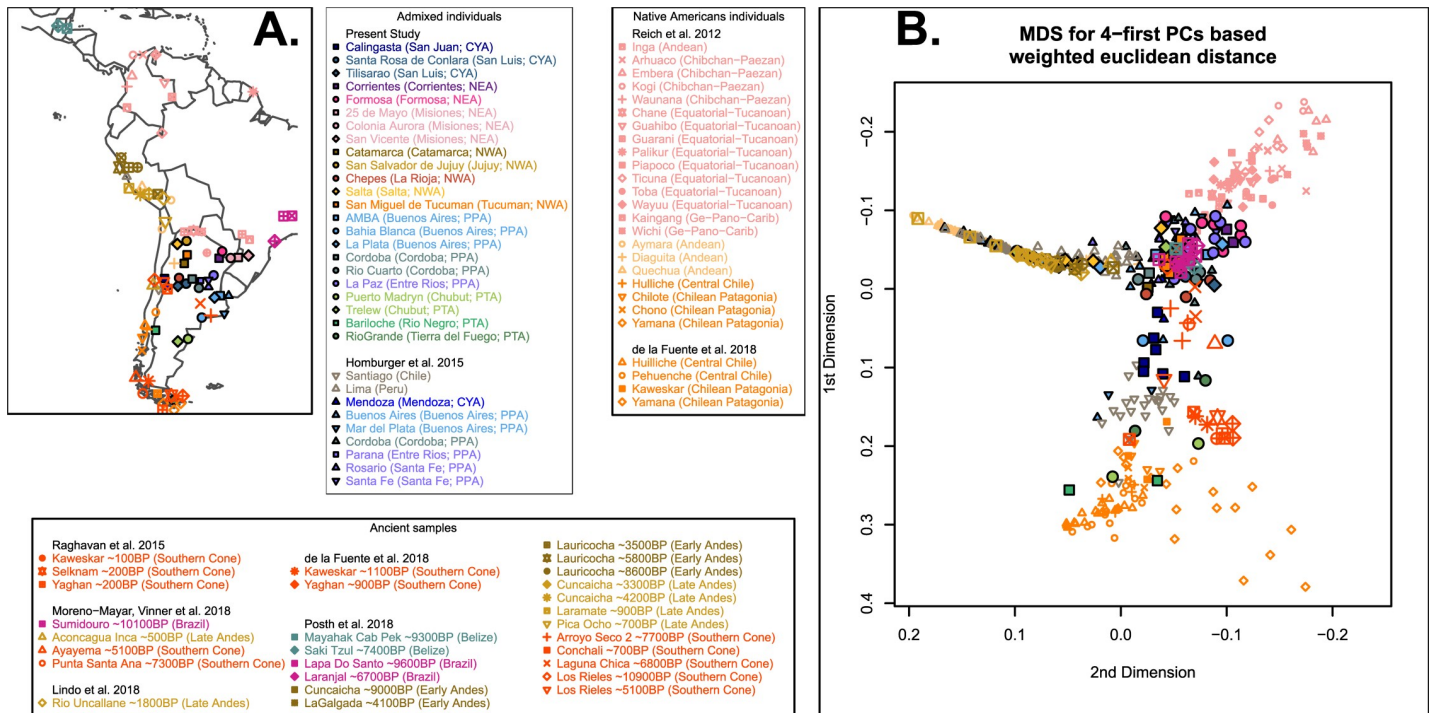 A.
Admixed individuals
Present Study
Calingasta (San Juan; CYA)
Santa Rosa de Conlara (San Luis; CYA)
Tilisarao (San Luis; CYA)
Corrientes (Corrientes; NEA)
Formosa (Formosa; NEA)
25 de Mayo (Misiones; NEA)
Colonia Aurora (Misiones; NEA)
San Vicente (Misiones; NEA)
Catamarca (Catamarca; NWA)
San Salvador de Jujuy (Jujuy; NWA)
Chepes (La Rioja; NWA)
Salta (Salta; NWA)
San Miguel de Tucuman (Tucuman; NWA)
AMBA (Buenos Aires; PPA)
Bahia Blanca (Buenos Aires; PPA)
La Plata (Buenos Aires; PPA)
Cordoba (Cordoba; PPA)
Rio Cuarto (Cordoba; PPA)
La Paz (Entre Rios; PPA)
Puerto Madryn (Chubut; PTA)
Trelew (Chubut; PTA)
Bariloche (Rio Negro; PTA)
RioGrande (Tierra del Fuego; PTA)
Homburger et al. 2015
Santiago (Chile)
Lima (Peru)
Mendoza (Mendoza; CYA)
Buenos Aires (Buenos Aires; PPA)
Mar del Plata (Buenos Aires; PPA)
Cordoba (Cordoba; PPA)
Parana (Entre Rios; PPA)
Rosario (Santa Fe; PPA)
Santa Fe (Santa Fe; PPA)
Native Americans individuals
Reich et al. 2012
Inga (Andean)
Arhuaco (Chibchan−Paezan)
Embera (Chibchan−Paezan)
Kogi (Chibchan−Paezan)
Waunana (Chibchan−Paezan)
Chane (Equatorial−Tucanoan)
Guahibo (Equatorial−Tucanoan)
Guarani (Equatorial−Tucanoan)
Palikur (Equatorial−Tucanoan)
Piapoco (Equatorial−Tucanoan)
Ticuna (Equatorial−Tucanoan)
Toba (Equatorial−Tucanoan)
Wayuu (Equatorial−Tucanoan)
Kaingang (Ge−Pano−Carib)
Wichi (Ge−Pano−Carib)
Aymara (Andean)
Diaguita (Andean)
Quechua (Andean)
Hulliche (Central Chile)
Chilote (Chilean Patagonia)
Chono (Chilean Patagonia)
Yamana (Chilean Patagonia)
de la Fuente et al. 2018
Huilliche (Central Chile)
Pehuenche (Central Chile)
Kaweskar (Chilean Patagonia)
Yamana (Chilean Patagonia)
Ancient samples
Raghavan et al. 2015
Kaweskar ~100BP (Southern Cone)
Selknam ~200BP (Southern Cone)
Yaghan ~200BP (Southern Cone)
Moreno−Mayar, Vinner et al. 2018
Sumidouro ~10100BP (Brazil)
Aconcagua Inca ~500BP (Late Andes)
Ayayema ~5100BP (Southern Cone)
Punta Santa Ana ~7300BP (Southern Cone)
Lindo et al. 2018
Rio Uncallane ~1800BP (Late Andes)
de la Fuente et al. 2018
Kaweskar ~1100BP (Southern Cone)
Yaghan ~900BP (Southern Cone)
Posth et al. 2018
Mayahak Cab Pek ~9300BP (Belize)
Saki Tzul ~7400BP (Belize)
Lapa Do Santo ~9600BP (Brazil)
Laranjal ~6700BP (Brazil)
Cuncaicha ~9000BP (Early Andes)
LaGalgada ~4100BP (Early Andes)
Lauricocha ~3500BP (Early Andes)
Lauricocha ~5800BP (Early Andes)
Lauricocha ~8600BP (Early Andes)
Cuncaicha ~3300BP (Late Andes)
Cuncaicha ~4200BP (Late Andes)
Laramate ~900BP (Late Andes)
Pica Ocho ~700BP (Late Andes)
Arroyo Seco 2 ~7700BP (Southern Cone)
Conchali ~700BP (Southern Cone)
Laguna Chica ~6800BP (Southern Cone)
Los Rieles ~10900BP (Southern Cone)
Los Rieles ~5100BP (Southern Cone)
B.
MDS for 4−first PCs based
weighted euclidean distance
1st Dimension
−0.2
−0.1
0.0
0.1
0.2
0.3
0.4
0.2
0.1
0.0
−0.1
−0.2
2nd Dimension